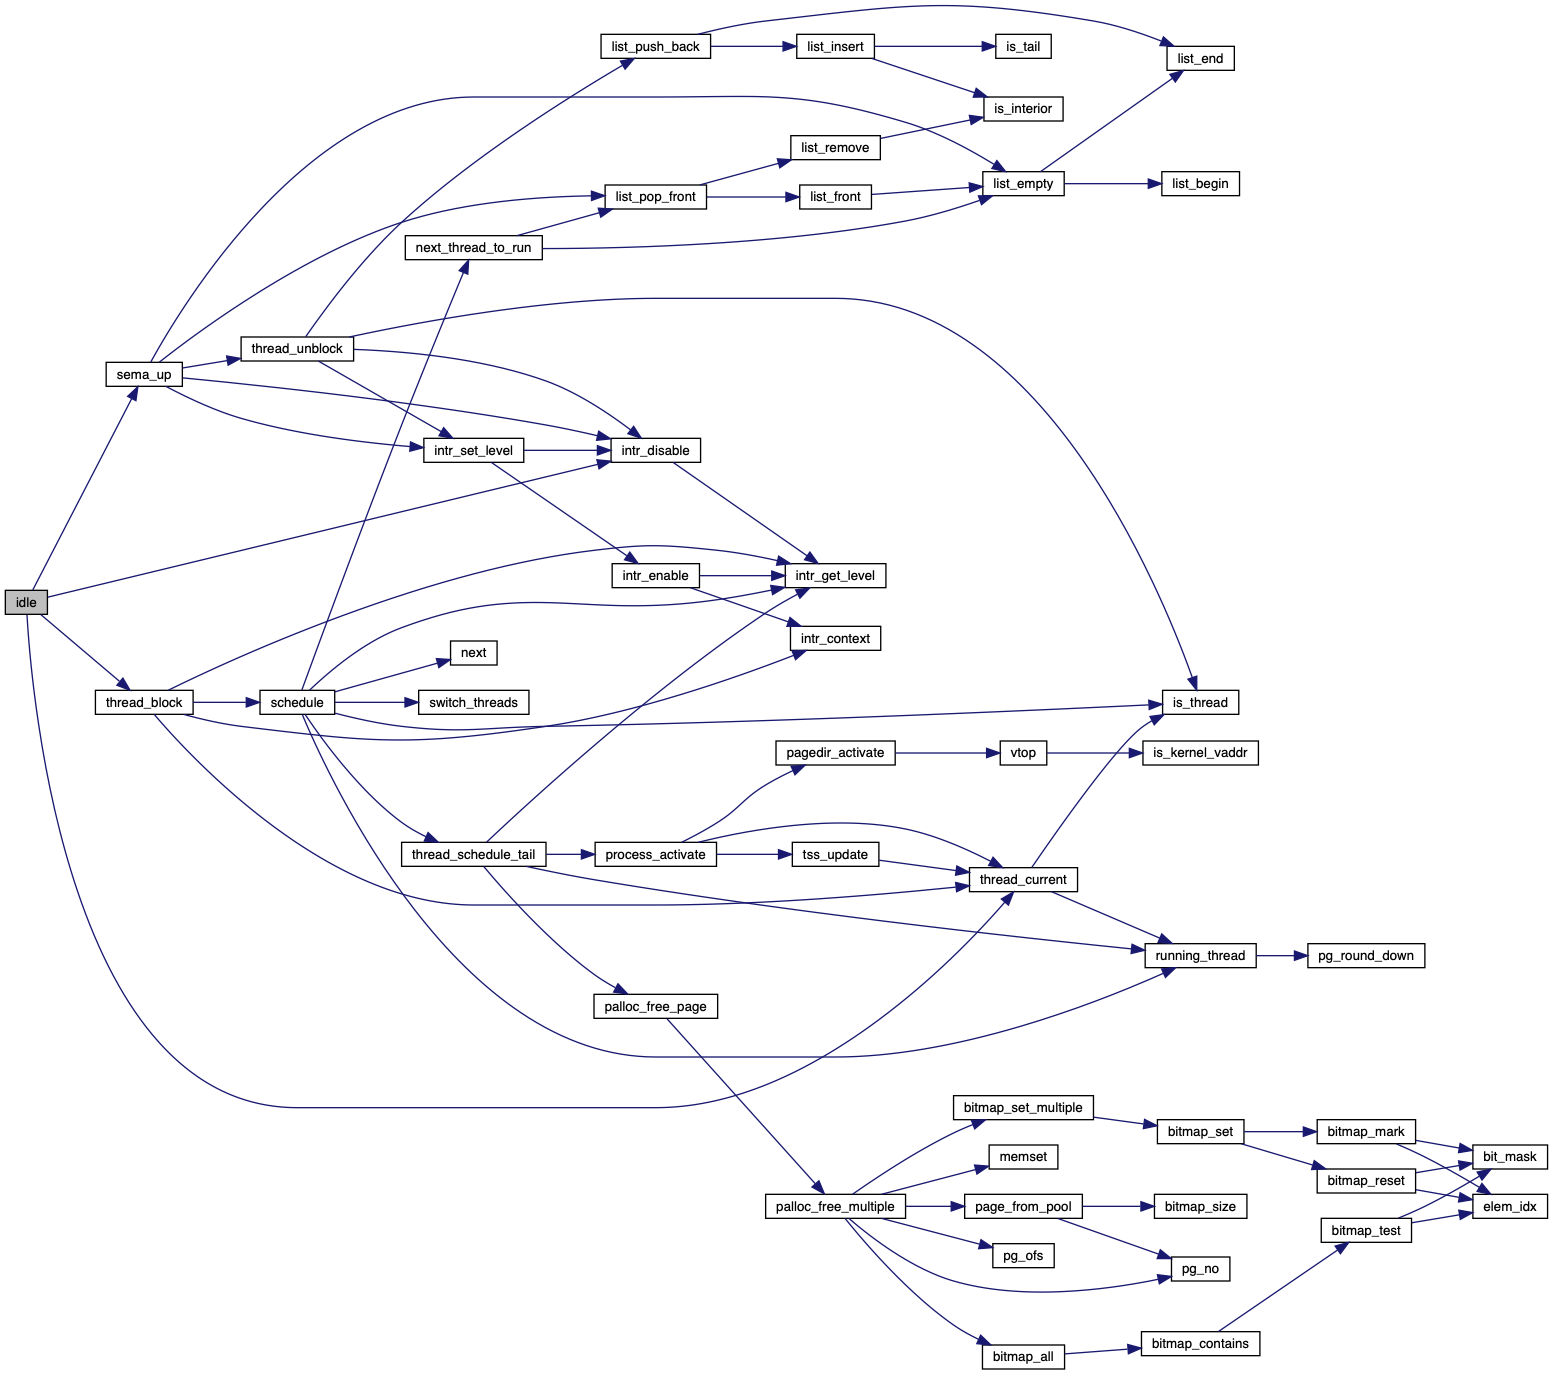 list_push_back
list_insert
is_tail
list_end
is_interior
list_remove
list_empty
list_begin
list_pop_front
list_front
next_thread_to_run
thread_unblock
sema_up
intr_set_level
intr_disable
intr_enable
intr_get_level
idle
intr_context
next
thread_block
schedule
switch_threads
is_thread
pagedir_activate
vtop
is_kernel_vaddr
thread_schedule_tail
process_activate
tss_update
thread_current
running_thread
pg_round_down
palloc_free_page
bitmap_set_multiple
bitmap_set
bitmap_mark
memset
bit_mask
bitmap_reset
palloc_free_multiple
page_from_pool
bitmap_size
elem_idx
bitmap_test
pg_ofs
pg_no
bitmap_all
bitmap_contains